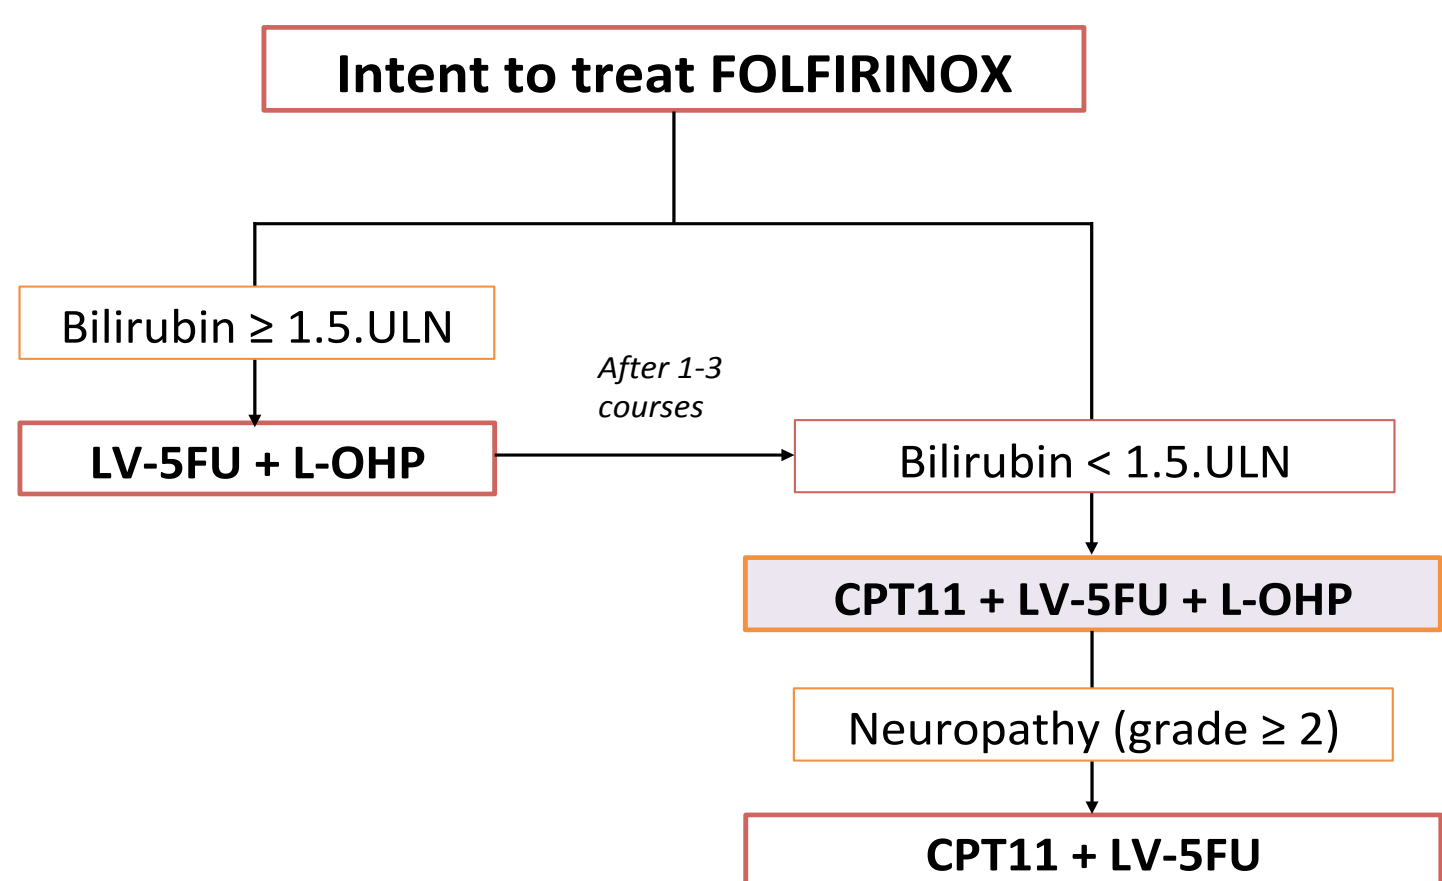 Intent to treat FOLFIRINOX
Bilirubin ≥ 1.5.ULN
After 1-3
courses
LV-5FU + L-OHP
Bilirubin < 1.5.ULN
CPT11 + LV-5FU + L-OHP
Neuropathy (grade ≥ 2)
CPT11 + LV-5FU